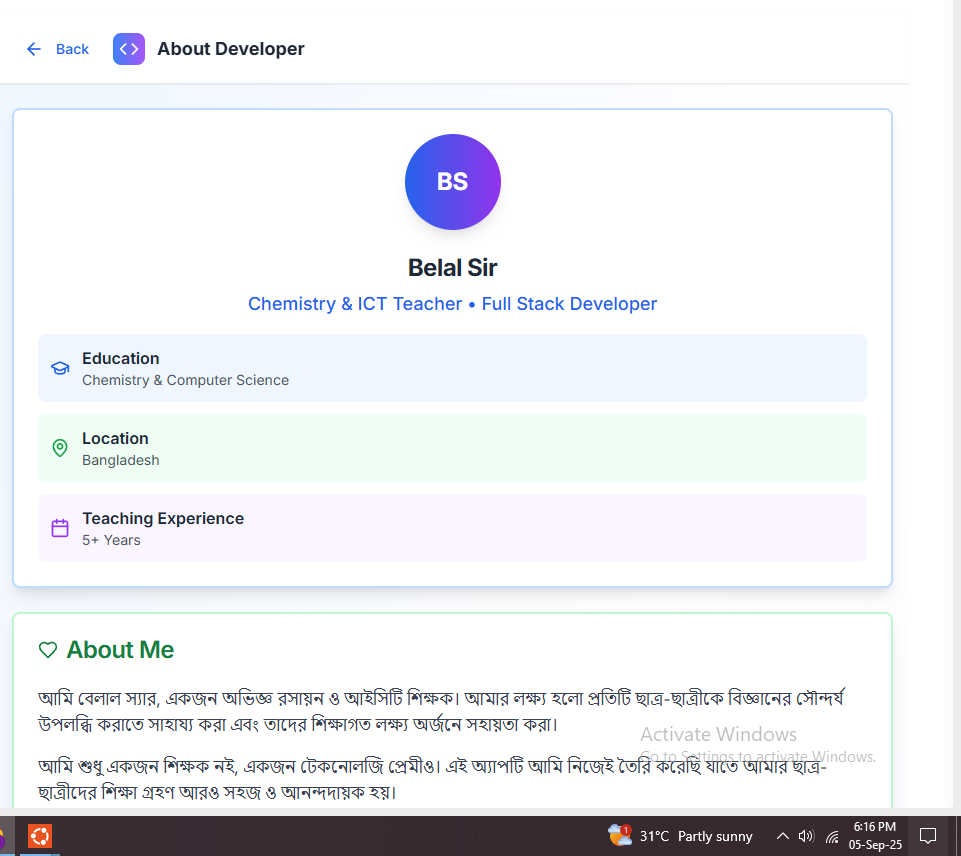 Back
About Developer
BS
Belal Sir
Chemistry & ICT Teacher • Full Stack Developer
Education
Chemistry & Computer Science
Location
Bangladesh
Teaching Experience
5+ Years
About Me
আমি বেলাল স্যার, একজন অভিজ্ঞ রসায়ন ও আইসিটি শিক্ষক। আমার লক্ষ্য হলো প্রতিটি ছাত্র-ছাত্রীকে বিজ্ঞানের সৌন্দর্য
উপলব্ধি করাতে সাহায্য করা এবং তাদের শিক্ষাগত লক্ষ্য অর্জনে সহায়তা করা।
আমি শুধু একজন শিক্ষক নই, একজন টেকনোলজি প্রেমীও। এই অ্যাপটি আমি নিজেই তৈরি করেছি যাতে আমার ছাত্র-
ছাত্রীদের শিক্ষা গ্রহণ আরও সহজ ও আনন্দদায়ক হয়।
Activate Windows
Go to Settings to activate Windows.
1
31°C Partly sunny
6:16 PM
05-Sep-25